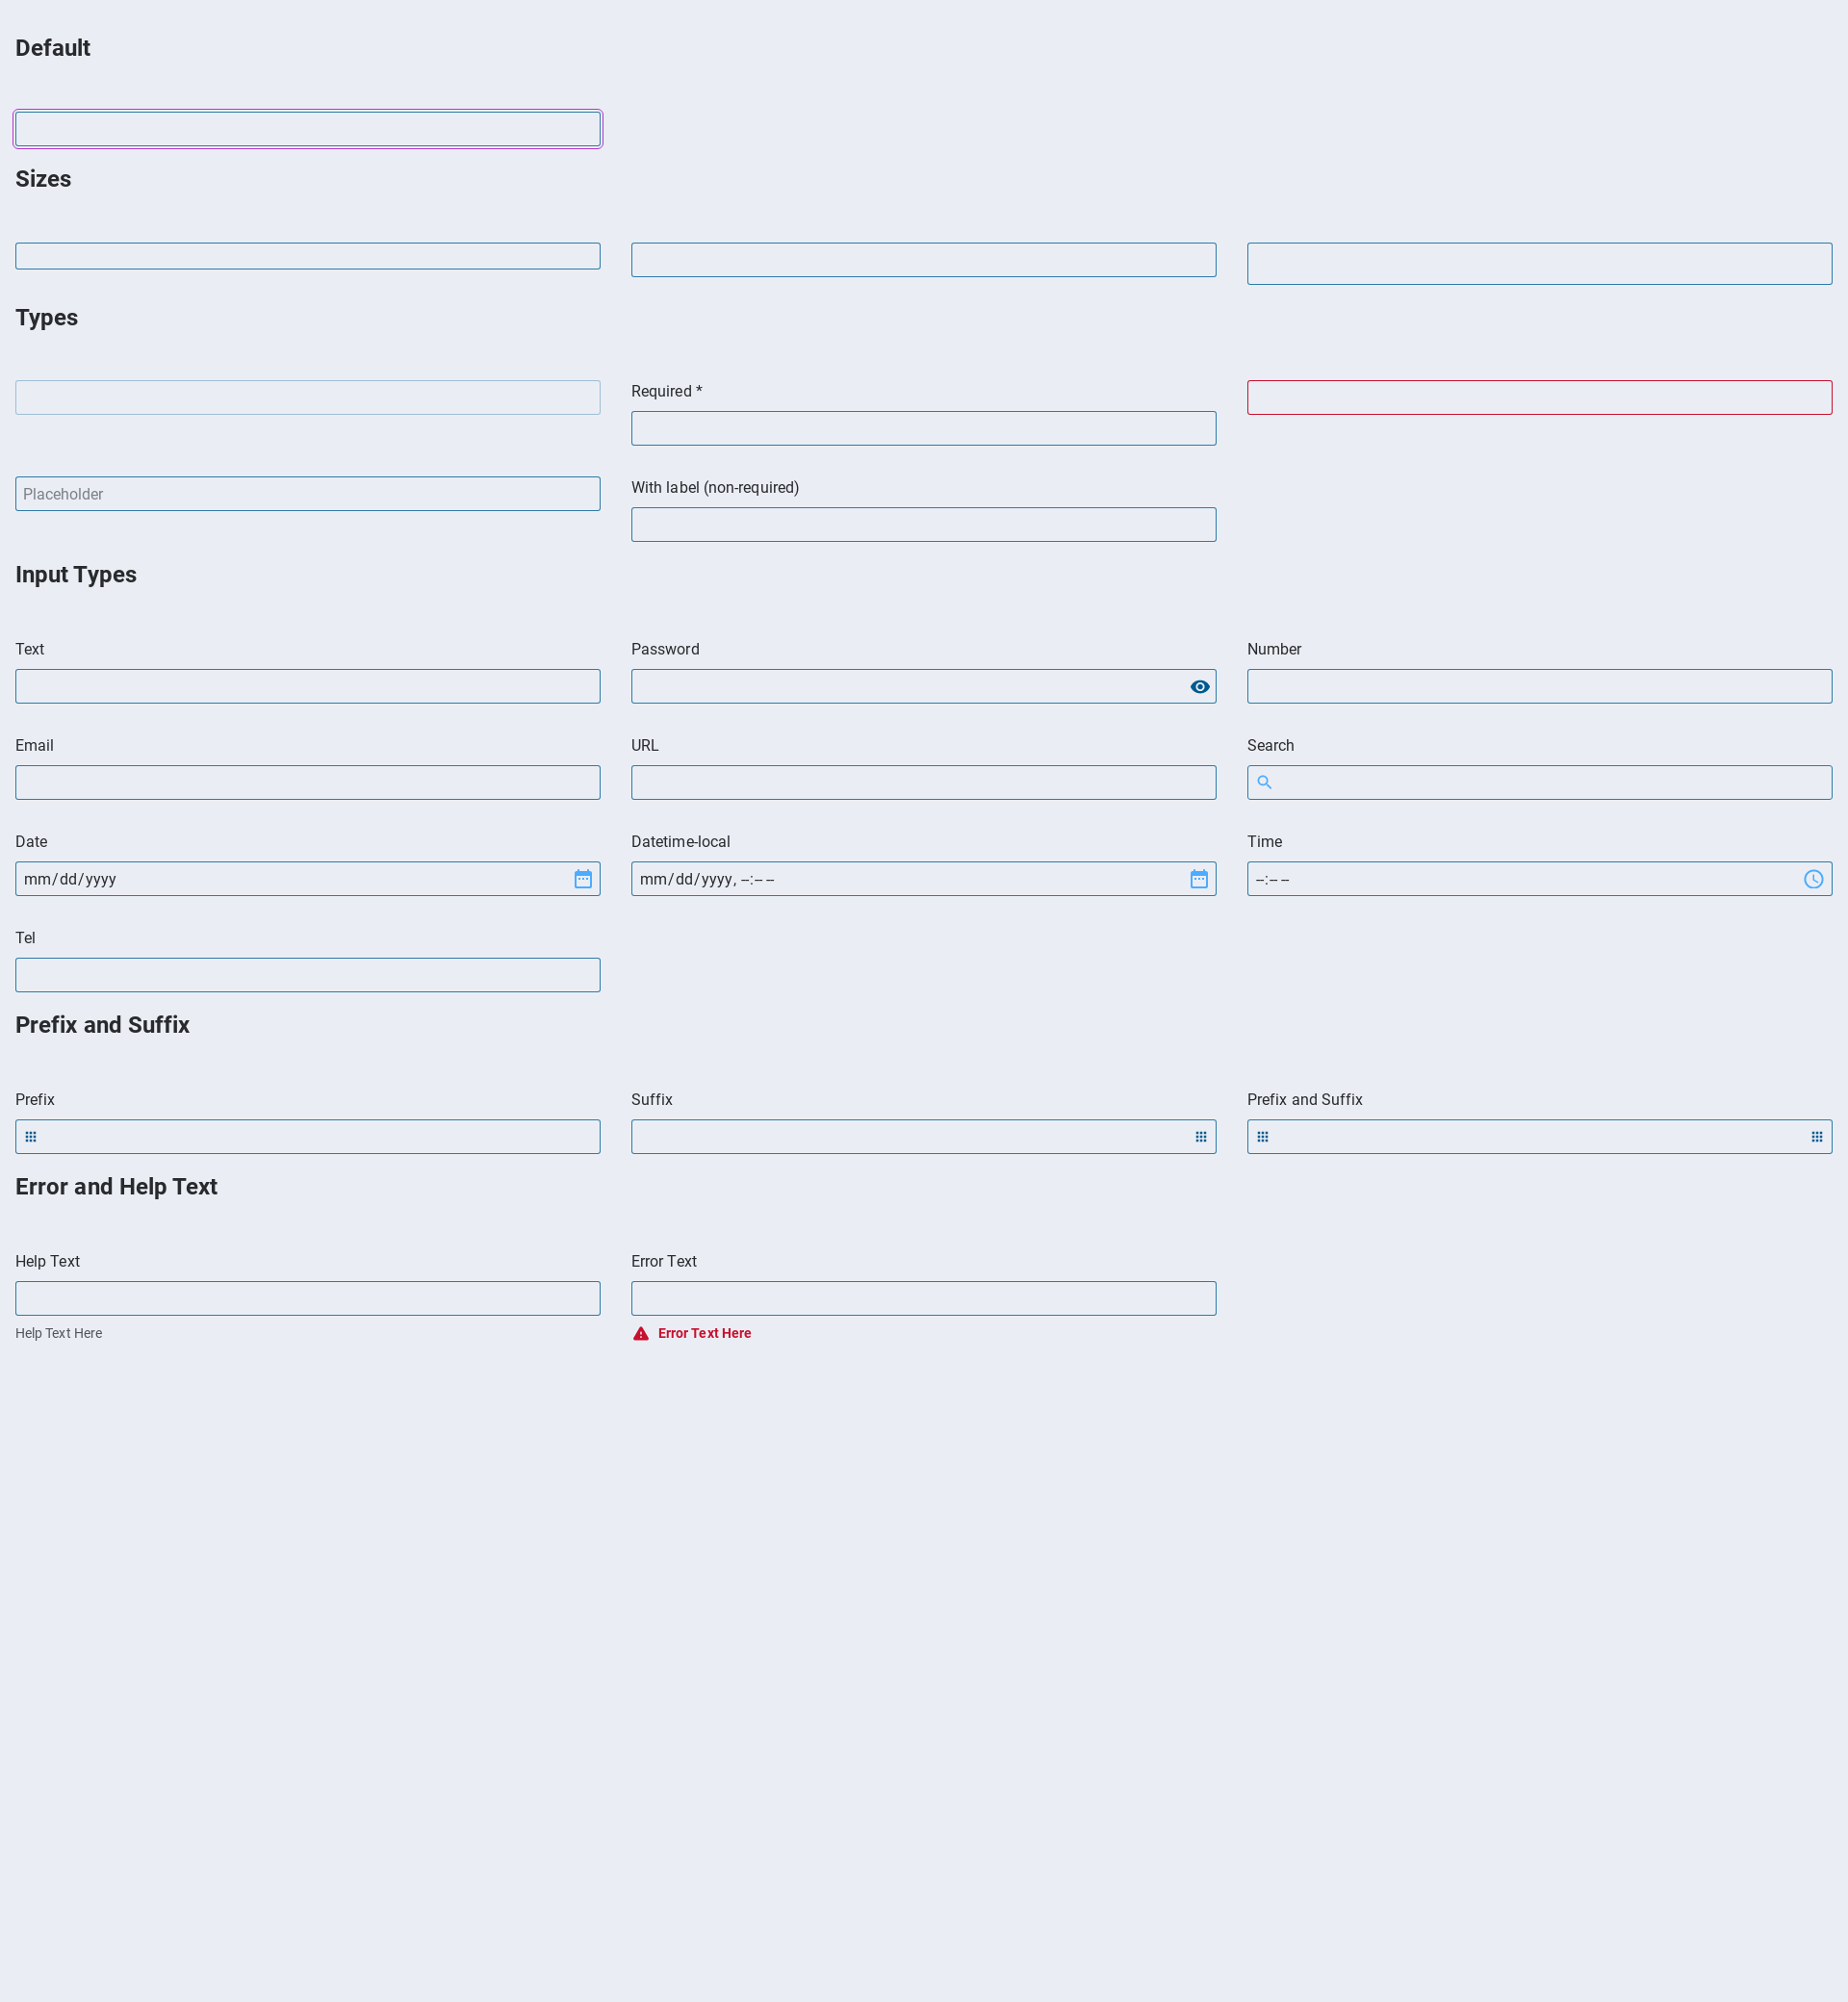 Default
Sizes
Types
Required *
Placeholder
With label (non-required)
Input Types
Text
Password
Number
Email
URL
Search
Date
Datetime-local
Time
mm/dd/yyyy
mm/dd/yyyy, --:-- --
--:-- --
Tel
Prefix and Suffix
Prefix
Suffix
Prefix and Suffix
Error and Help Text
Help Text
Error Text
Help Text Here
Error Text Here